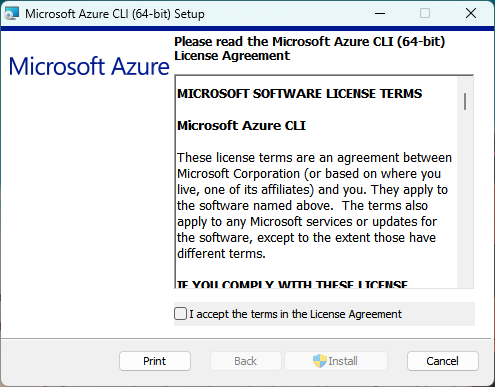 Microsoft Azure CLI (64-bit) Setup
Please read the Microsoft Azure CLI (64-bit)
License Agreement
Microsoft Azure
MICROSOFT SOFTWARE LICENSE TERMS
Microsoft Azure CLI
These license terms are an agreement between
Microsoft Corporation (or based on where you
live, one of its affiliates) and you. They apply to
the software named above.  The terms also
apply to any Microsoft services or updates for
the software, except to the extent those have
different terms.
IF YOU COMPLY WITH THESE LICENSE
I accept the terms in the License Agreement
Print
Back
Install
Cancel